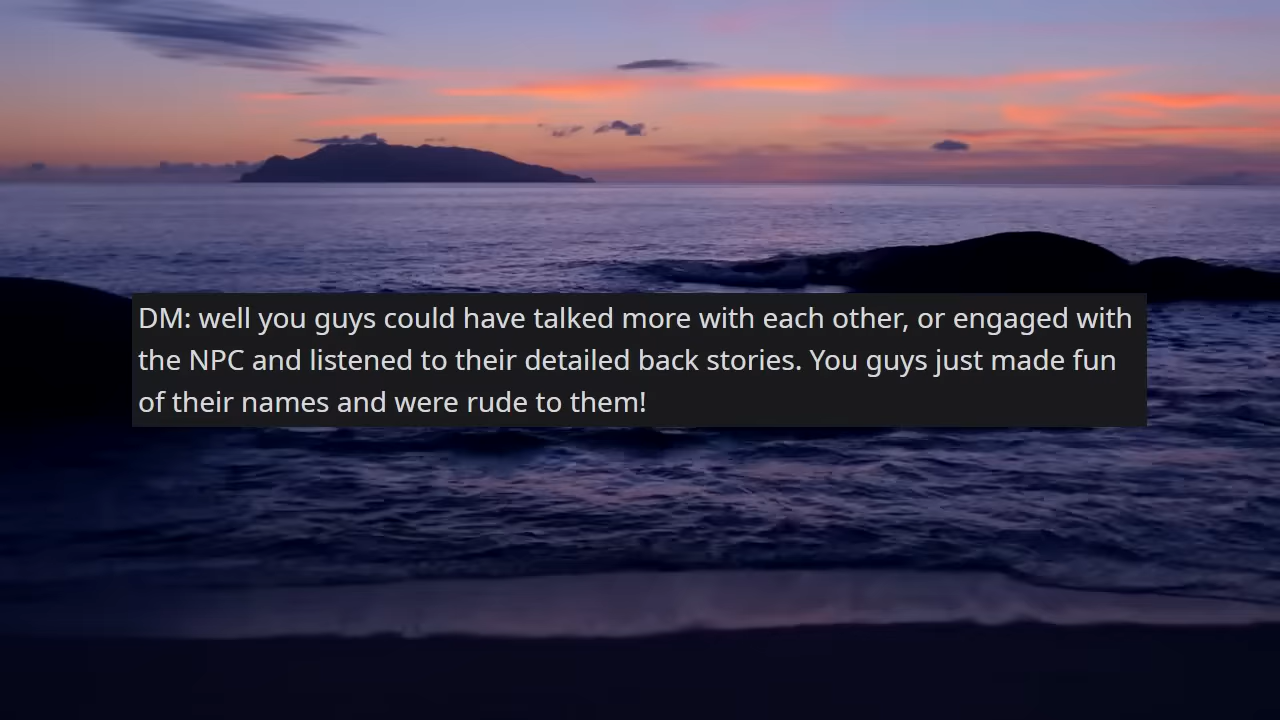 DM: well you guys could have talked more with each other, or engaged with
the NPC and listened to their detailed back stories. You guys just made fun
of their names and were rude to them!